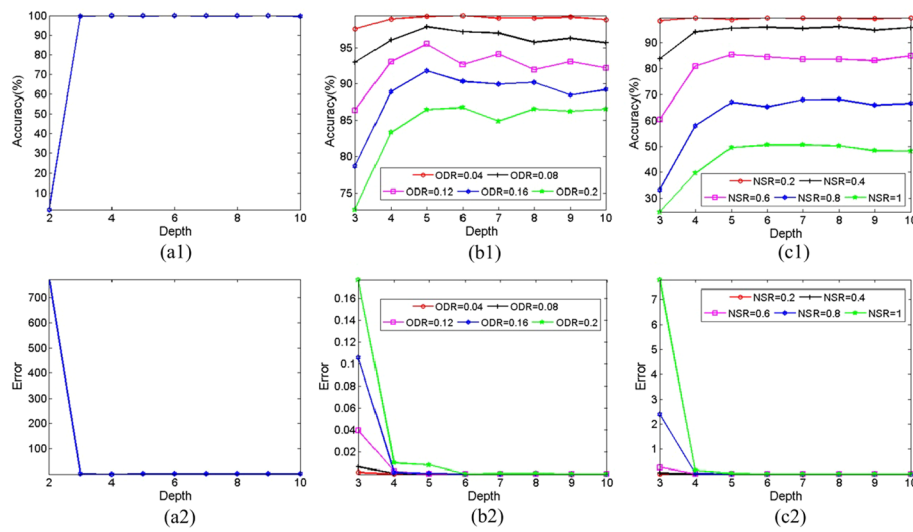 100
90
80
70
60
50
40
30
20
10
2 4 6 8 10
Accuracy(%)
Depth
(a1)
95
90
85
80
75
3 4 5 6 7 8 9 10
Accuracy(%)
Depth
ODR=0.04 ODR=0.08
ODR=0.12 ODR=0.16 ODR=0.2
(b1)
90
80
70
60
50
40
30
3 4 5 6 7 8 9 10
Accuracy(%)
Depth
NSR=0.2 NSR=0.4
NSR=0.6 NSR=0.8 NSR=1
(c1)
700
600
500
400
300
200
100
2 4 6 8 10
Error
Depth
(a2)
0.16
0.14
0.12
0.1
0.08
0.06
0.04
0.02
3 4 5 6 7 8 9 10
Error
Depth
ODR=0.04 ODR=0.08
ODR=0.12 ODR=0.16 ODR=0.2
(b2)
7
6
5
4
3
2
1
3 4 5 6 7 8 9 10
Error
Depth
NSR=0.2 NSR=0.4
NSR=0.6 NSR=0.8 NSR=1
(c2)